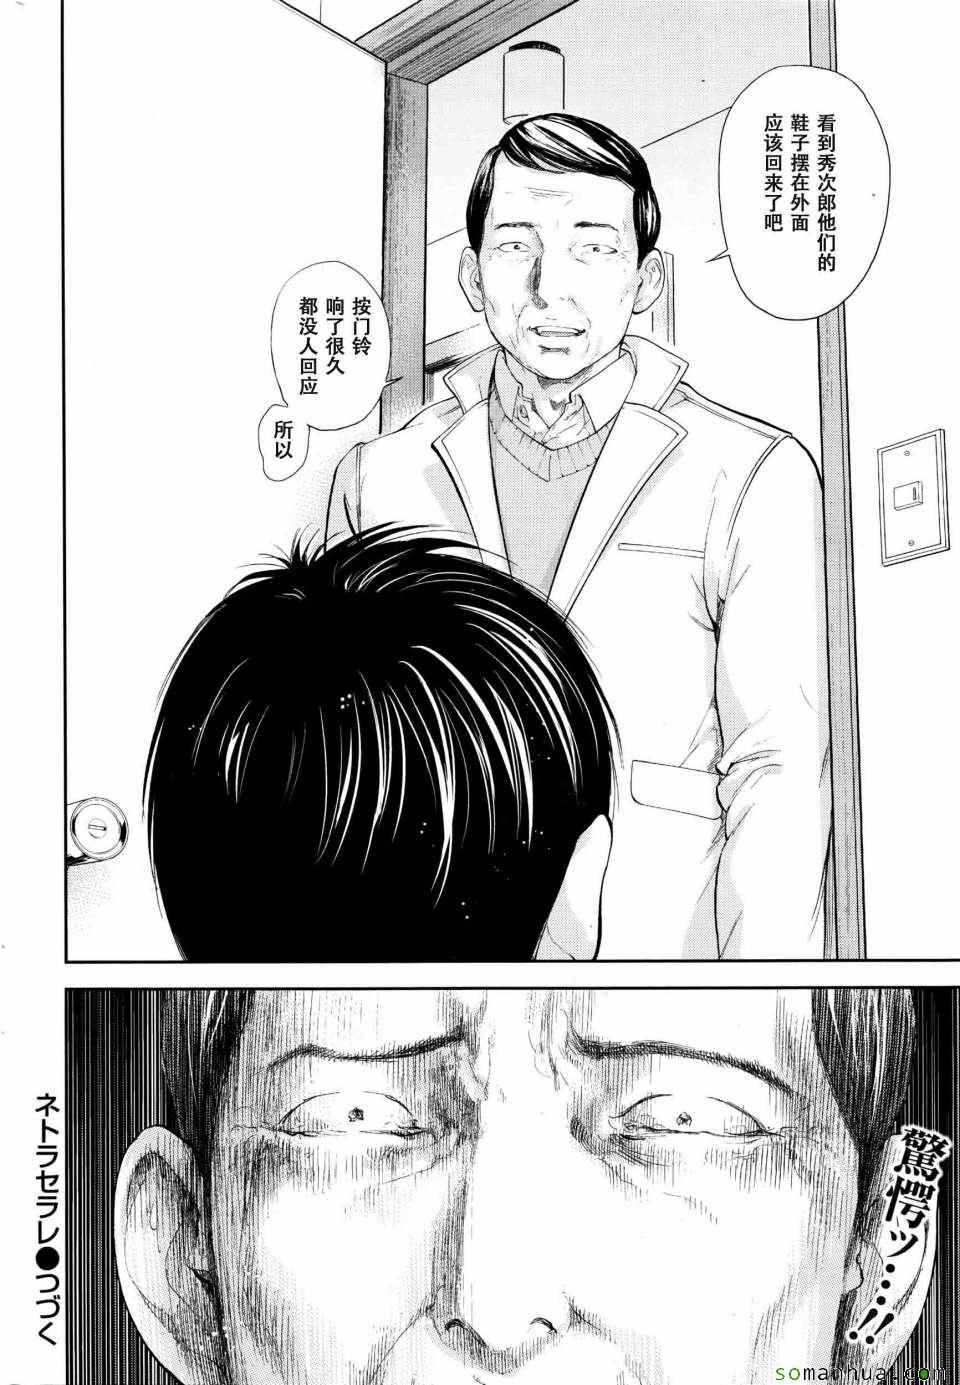 看到秀次郎他们的
鞋子摆在外面
应该回来了吧
按门铃
响了很久
都没人回应
所以
驚愕ッ…!!
ネトラセラレ●つづく
somanhua.com